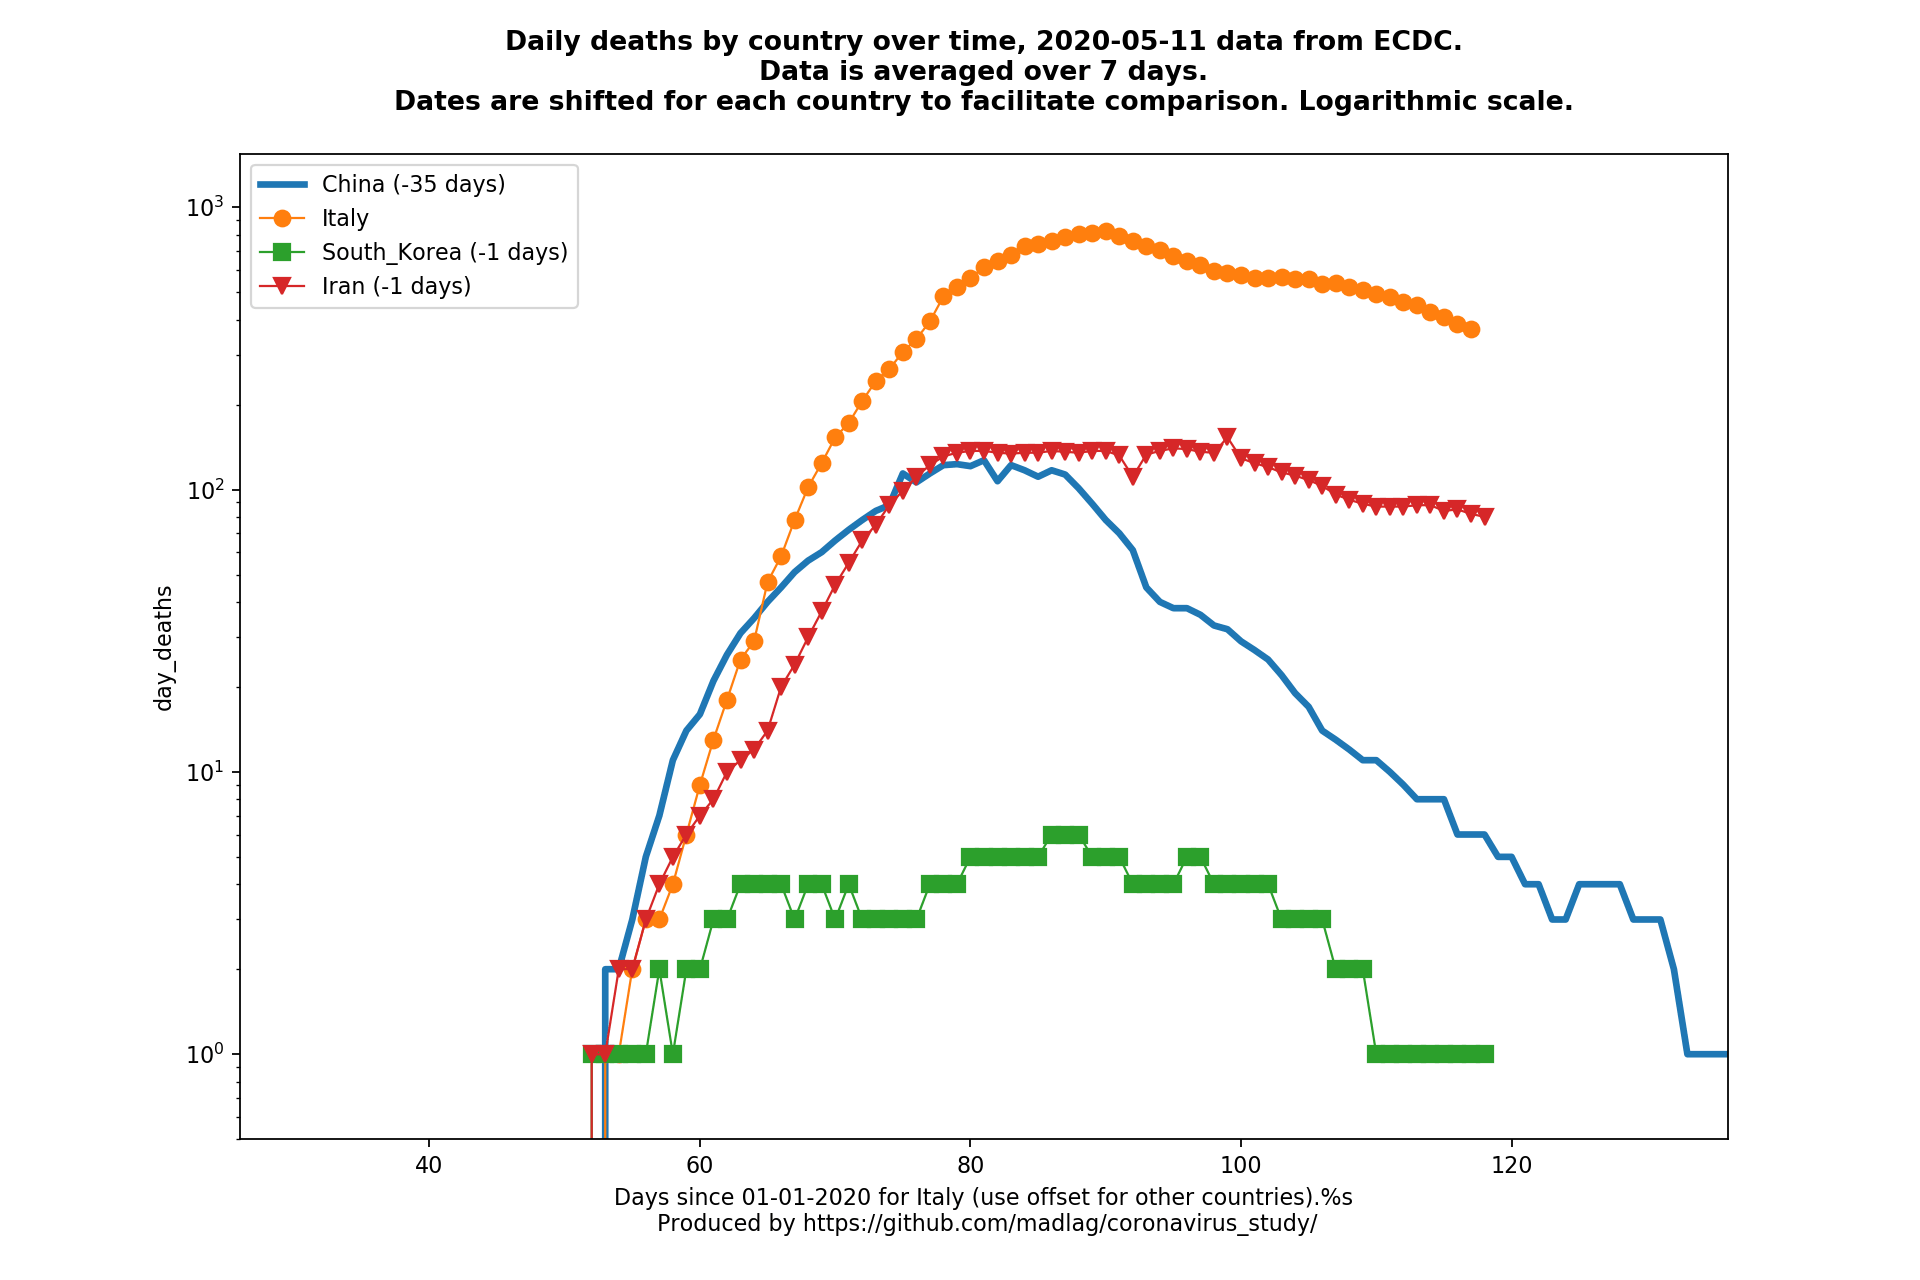 Daily deaths by country over time, 2020-05-11 data from ECDC.
Data is averaged over 7 days.
Dates are shifted for each country to facilitate comparison. Logarithmic scale.
China (-35 days)
Italy
South_Korea (-1 days)
Iran (-1 days)
10³
10²
10¹
10⁰
day_deaths
40 60 80 100 120
Days since 01-01-2020 for Italy (use offset for other countries).%s
Produced by https://github.com/madlag/coronavirus_study/